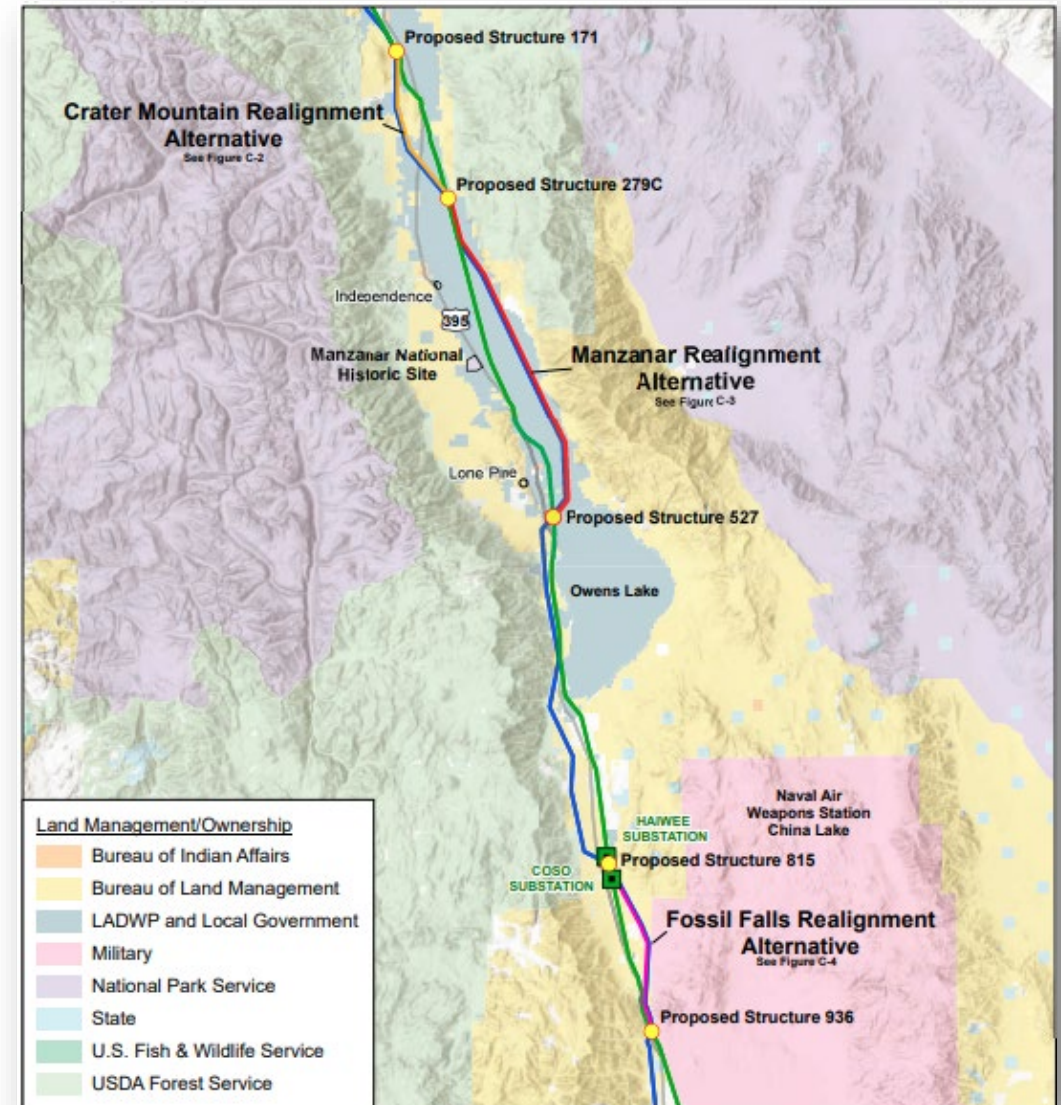 Proposed Structure 171
Crater Mountain Realignment
Alternative
See Figure C-2
Proposed Structure 279C
Independence
395
Manzanar National
Historic Site
Manzanar Realignment
Alternative
See Figure C-3
Lone Pine
Proposed Structure 527
Owens Lake
Naval Air
Weapons Station
China Lake
HAIWEE
SUBSTATION
Proposed Structure 815
COSO
SUBSTATION
Fossil Falls Realignment
Alternative
See Figure C-4
Proposed Structure 936
Land Management/Ownership
Bureau of Indian Affairs
Bureau of Land Management
LADWP and Local Government
Military
National Park Service
State
U.S. Fish & Wildlife Service
USDA Forest Service